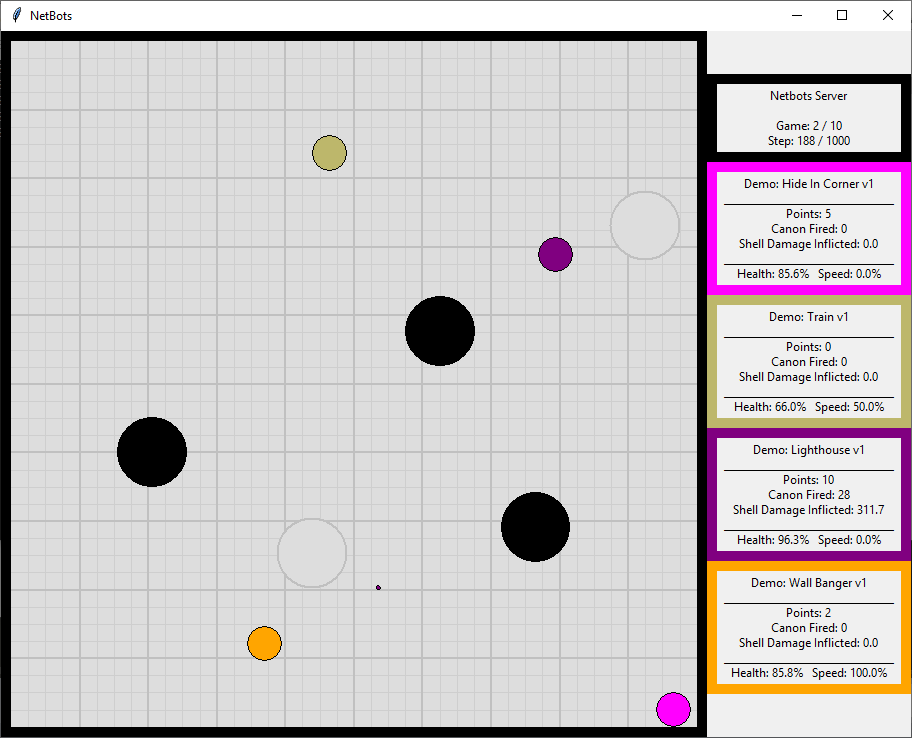 NetBots
Netbots Server
Game: 2 / 10
Step: 188 / 1000
Demo: Hide In Corner v1
Points: 5
Canon Fired: 0
Shell Damage Inflicted: 0.0
Health: 85.6% Speed: 0.0%
Demo: Train v1
Points: 0
Canon Fired: 0
Shell Damage Inflicted: 0.0
Health: 66.0% Speed: 50.0%
Demo: Lighthouse v1
Points: 10
Canon Fired: 28
Shell Damage Inflicted: 311.7
Health: 96.3% Speed: 0.0%
Demo: Wall Banger v1
Points: 2
Canon Fired: 0
Shell Damage Inflicted: 0.0
Health: 85.8% Speed: 100.0%